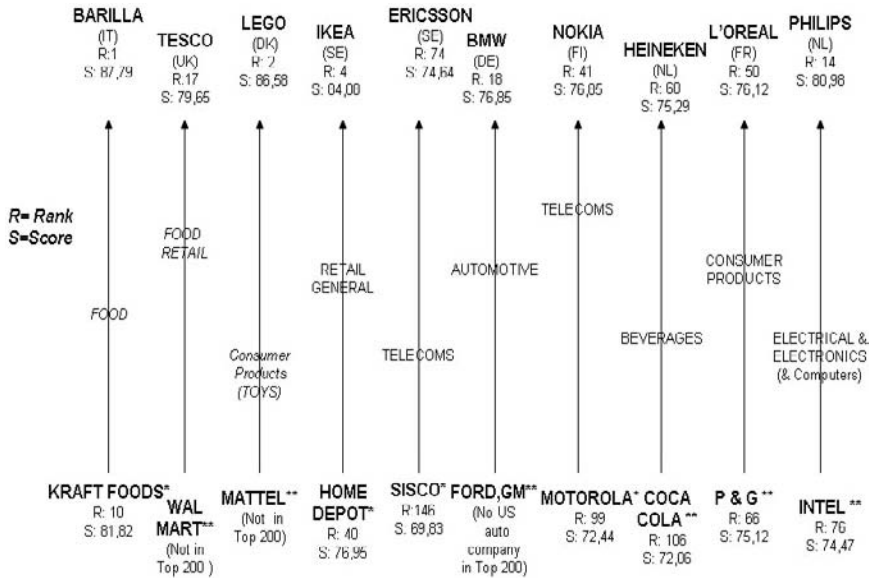 BARILLA
(IT)
R:1
S: 87,79
TESCO
(UK)
R:17
S: 79,65
LEGO
(DK)
R: 2
S: 86,58
IKEA
(SE)
R: 4
S: 04,00
ERICSSON
(SE)
R: 74
S: 74,64
BMW
(DE)
R: 18
S: 76,85
NOKIA
(FI)
R: 41
S: 76,05
HEINEKEN
(NL)
R: 60
S: 75,29
L'OREAL
(FR)
R: 50
S: 76,12
PHILIPS
(NL)
R: 14
S: 80,98
R= Rank
S=Score
FOOD
FOOD
RETAIL
Consumer
Products
(TOYS)
RETAIL
GENERAL
TELECOMS
AUTOMOTIVE
TELECOMS
BEVERAGES
CONSUMER
PRODUCTS
ELECTRICAL &
ELECTRONICS
(& Computers)
KRAFT FOODS*
R: 10
S: 81,82
WAL
MART**
(Not in
Top 200 )
MATTEL**
(Not in
Top 200)
HOME
DEPOT*
R: 40
S: 76,95
SISCO*
R:146
S: 69,83
FORD,GM**
(No US
auto
company
in Top 200)
MOTOROLA*
R: 99
S: 72,44
COCA
COLA**
R: 106
S: 72,06
P & G **
R: 66
S: 75,12
INTEL **
R: 76
S: 74,47